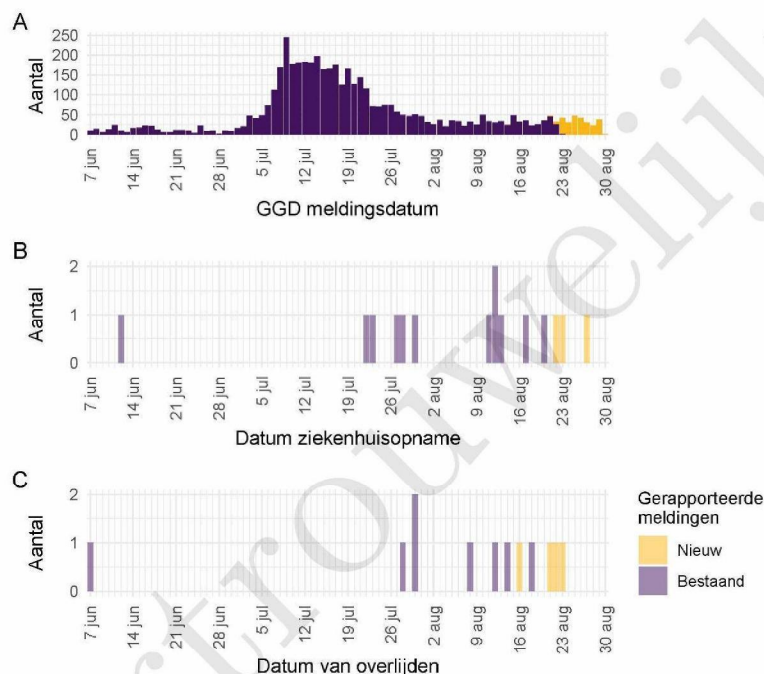 A
Aantal
250
200
150
100
50
0
7 jun
14 jun
21 jun
28 jun
5 jul
12 jul
19 jul
26 jul
2 aug
9 aug
16 aug
23 aug
30 aug
GGD meldingsdatum
B
Aantal
2
1
0
7 jun
14 jun
21 jun
28 jun
5 jul
12 jul
19 jul
26 jul
2 aug
9 aug
16 aug
23 aug
30 aug
Datum ziekenhuisopname
C
Aantal
2
1
0
7 jun
14 jun
21 jun
28 jun
5 jul
12 jul
19 jul
26 jul
2 aug
9 aug
16 aug
23 aug
30 aug
Datum van overlijden
Gerapporteerde
meldingen
Nieuw
Bestaand
rtrouwelijk